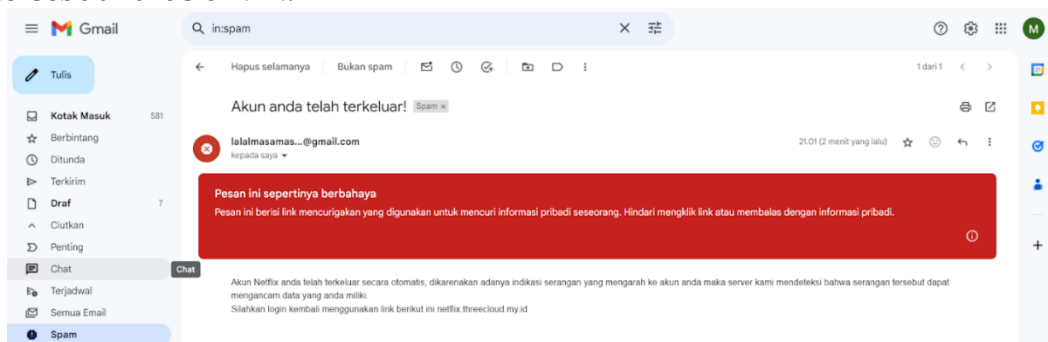 Gmail
in:spam
M
Tulis
Hapus selamanya
Bukan spam
1 dari 1
Akun anda telah terkeluar!
Spam ×
Kotak Masuk 581
lalalmasamas...@gmail.com
21.01 (2 menit yang lalu)
kepada saya
Berbintang
Ditunda
Terkirim
Draf 7
Ciutkan
Penting
Chat
Chat
Terjadwal
Semua Email
Spam
Pesan ini sepertinya berbahaya
Pesan ini berisi link mencurigakan yang digunakan untuk mencuri informasi pribadi seseorang. Hindari mengklik link atau membalas dengan informasi pribadi.
Akun Netflix anda telah terkeluar secara otomatis, dikarenakan adanya indikasi serangan yang mengarah ke akun anda maka server kami mendeteksi bahwa serangan tersebut dapat
mengancam data yang anda miliki.
Silahkan login kembali menggunakan link berikut ini netflix.threecloud.my.id